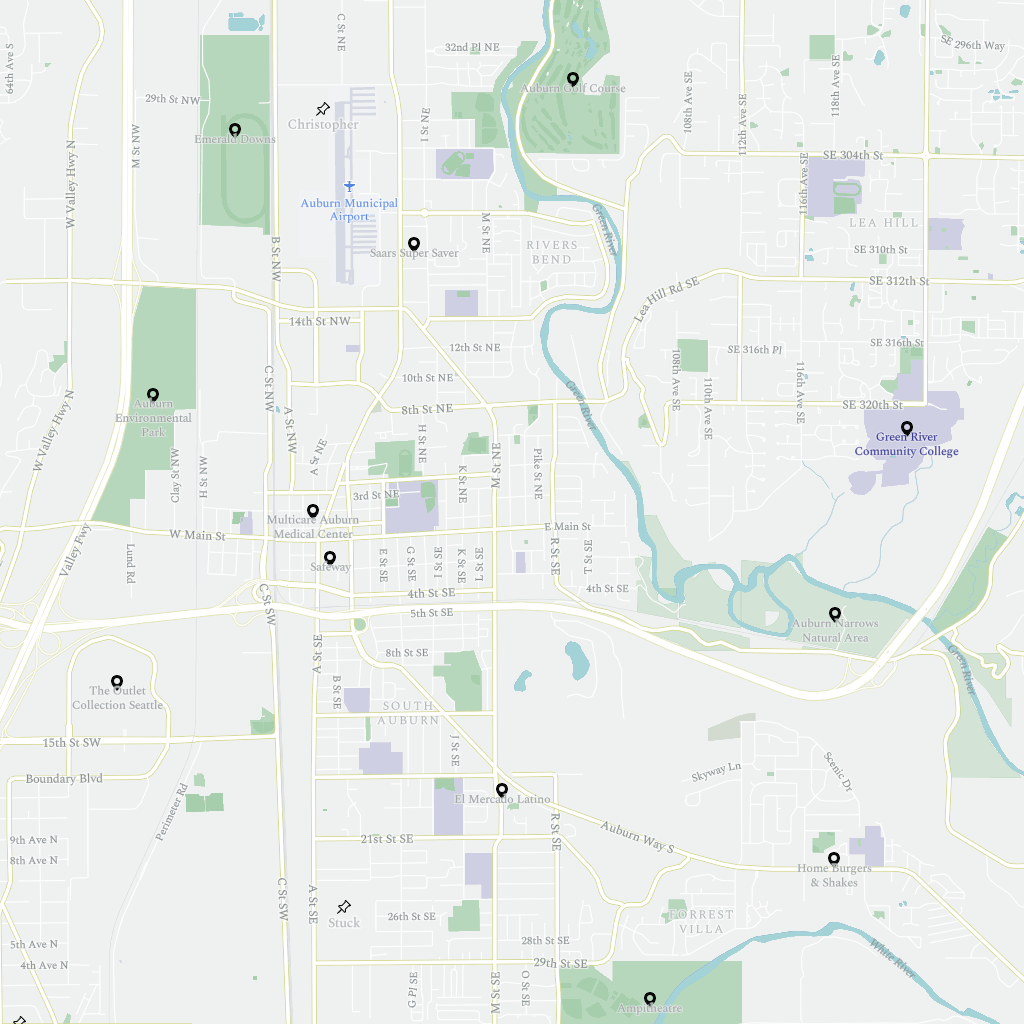 C St NE
32nd Pl NE
SE 296th Way
64th Ave S
Auburn Golf Course
108th Ave SE
118th Ave SE
29th St NW
112th Ave SE
Christopher
I St NE
Emerald Downs
M St NW
SE 304th St
W Valley Hwy N
116th Ave SE
Auburn Municipal
Airport
M St NE
Green River
LEA HILL
RIVERS
BEND
B St NW
Saars Super Saver
SE 310th St
SE 312th St
Lea Hill Rd SE
14th St NW
12th St NE
SE 316th Pl
SE 316th St
10th St NE
108th Ave SE
116th Ave SE
C St NW
110th Ave SE
Green River
Auburn
Environmental
Park
8th St NE
SE 320th St
W Valley Hwy N
A St NW
H St NE
Green River
Community College
A St NE
M St NE
Clay St NW
H St NW
K St NE
Pike St NE
3rd St NE
Multicare Auburn
Medical Center
W Main St
E Main St
Valley Fwy
Lund Rd
Safeway
E St SE
G St SE
I St SE
K St SE
L St SE
R St SE
T St SE
4th St SE
C St SW
4th St SE
5th St SE
Auburn Narrows
Natural Area
A St SE
8th St SE
Green River
The Outlet
Collection Seattle
B St SE
SOUTH
AUBURN
15th St SW
J St SE
Boundary Blvd
Skyway Ln
Scenic Dr
El Mercado Latino
Perimeter Rd
R St SE
Auburn Way S
9th Ave N
21st St SE
8th Ave N
Home Burgers
& Shakes
C St SW
A St SE
Stuck
26th St SE
FORREST
VILLA
5th Ave N
28th St SE
4th Ave N
29th St SE
White River
G Pl SE
M St SE
O St SE
Ampitheatre